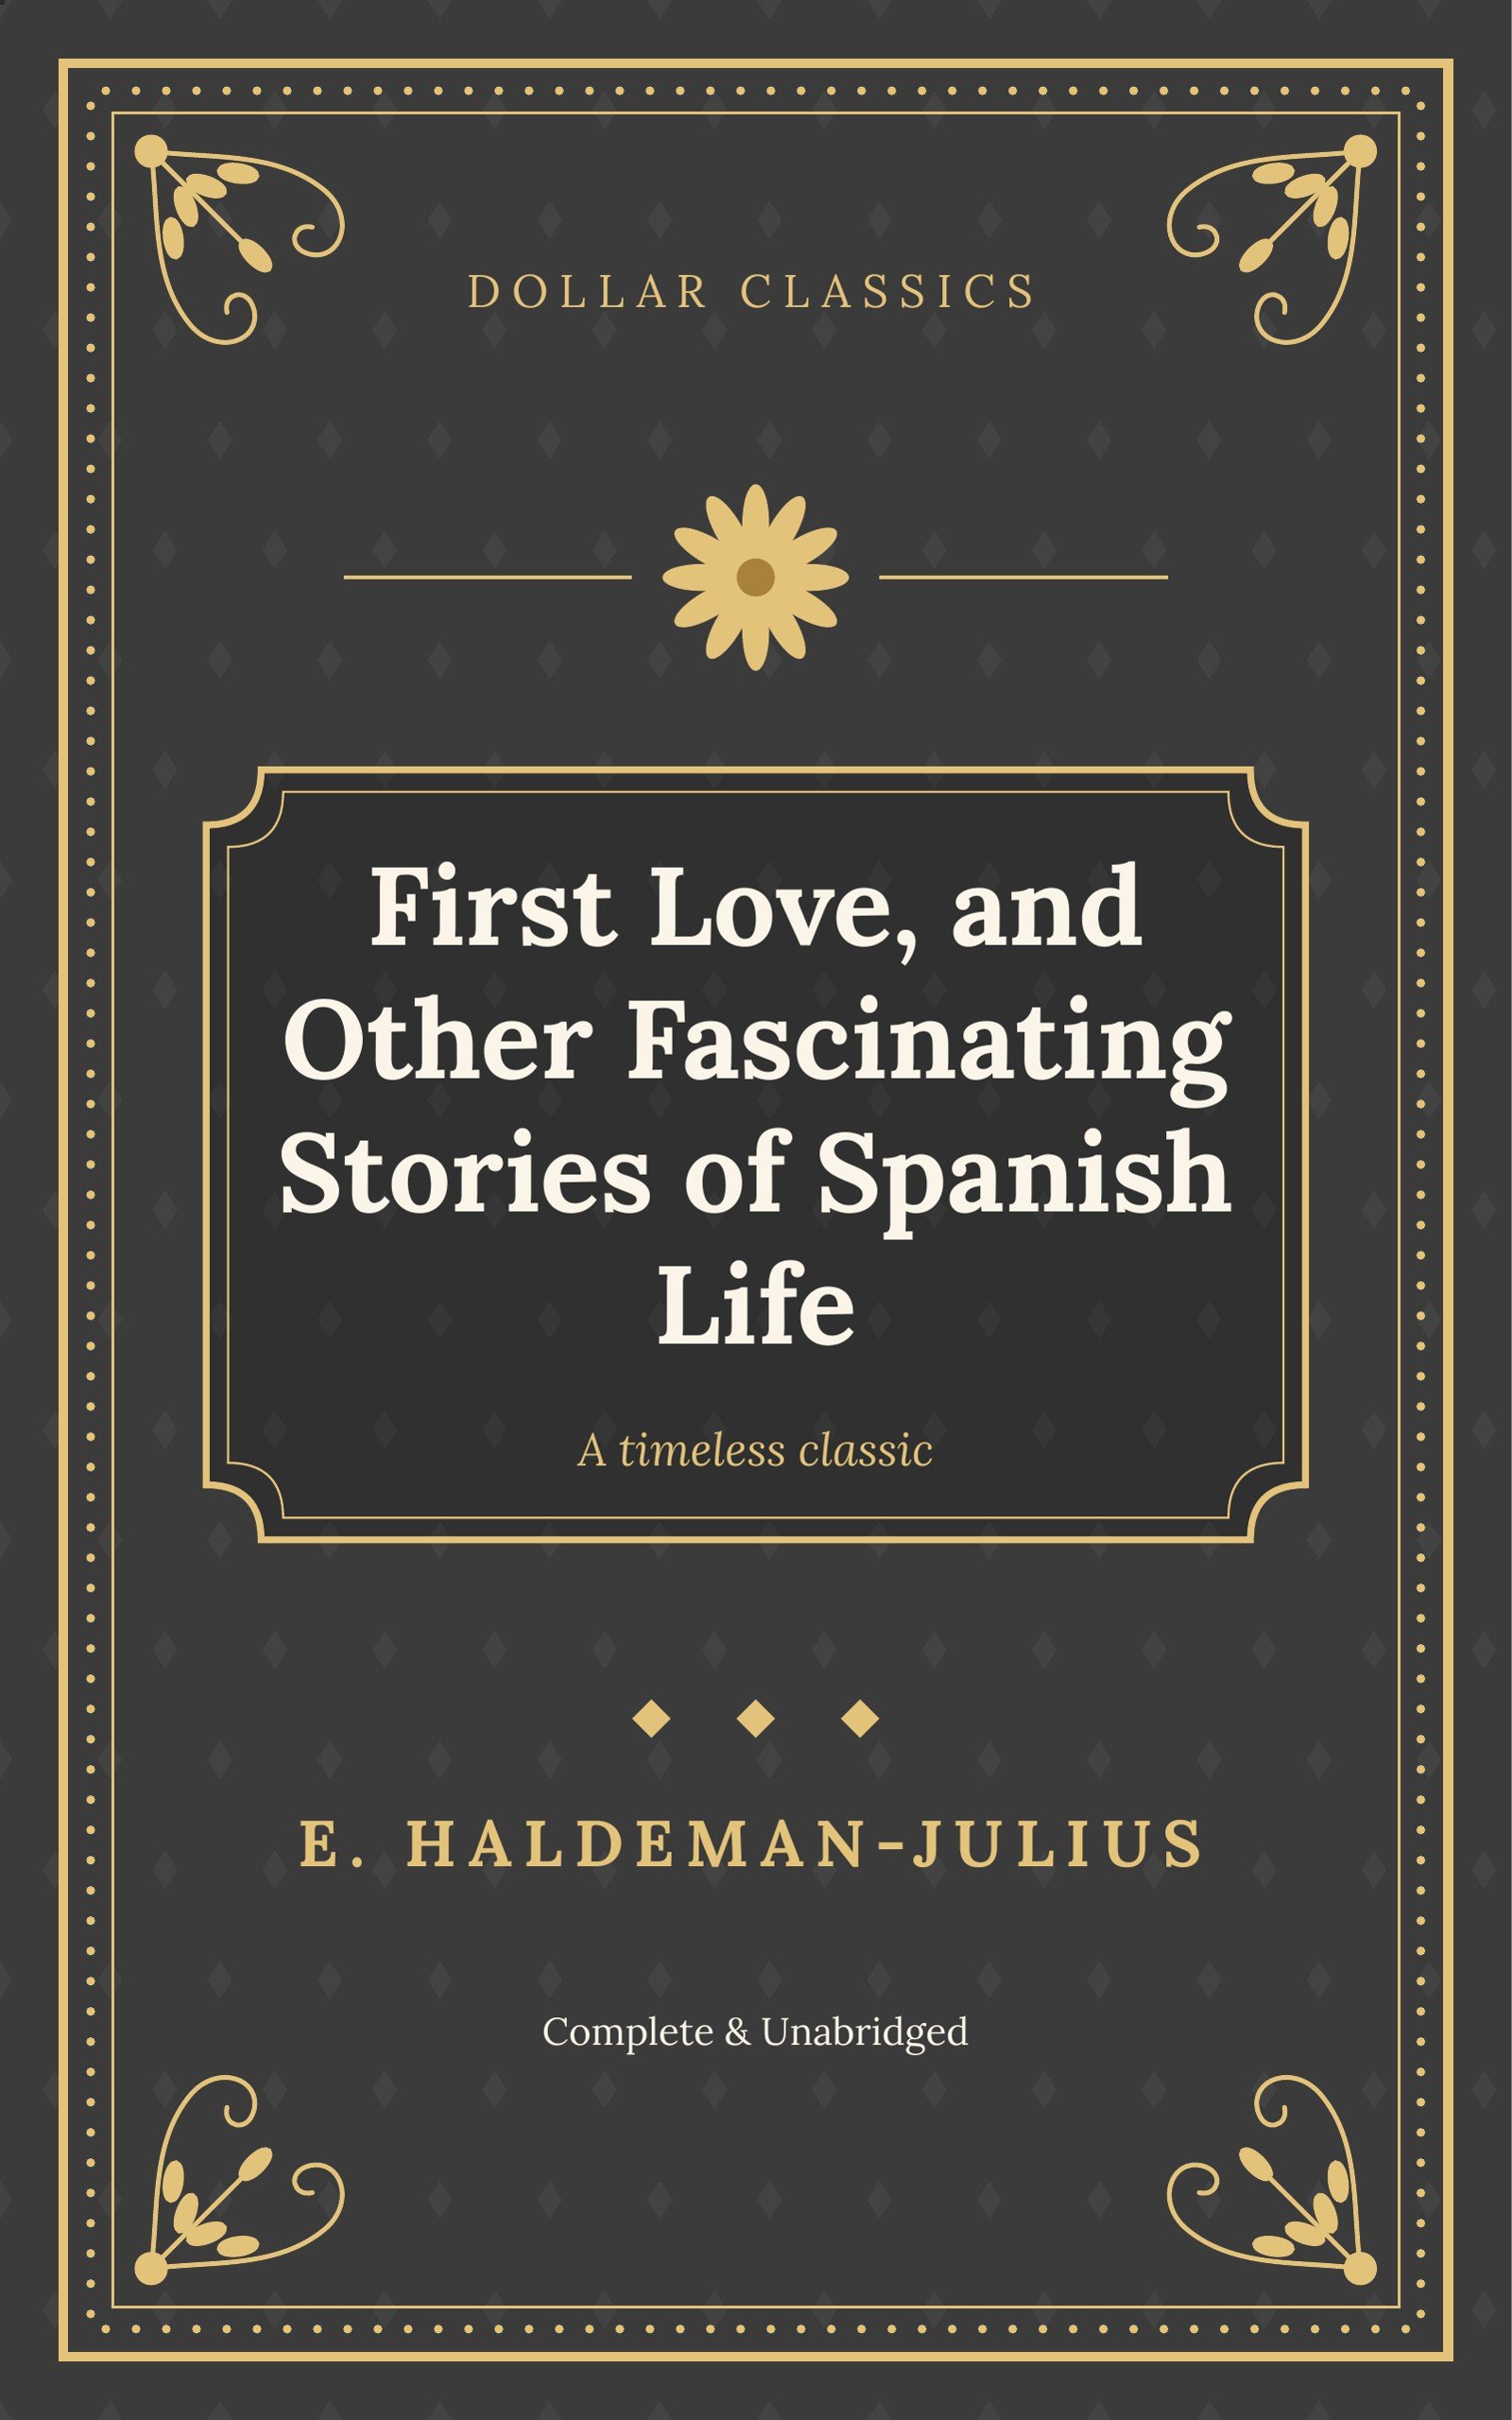 DOLLAR CLASSICS
First Love, and
Other Fascinating
Stories of Spanish
Life
A timeless classic
E. HALDEMAN-JULIUS
Complete & Unabridged